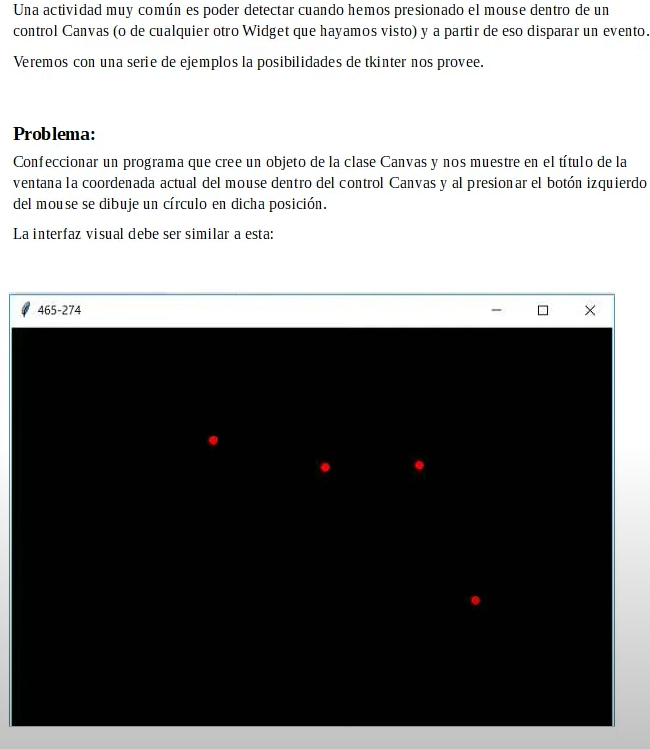 Una actividad muy común es poder detectar cuando hemos presionado el mouse dentro de un
control Canvas (o de cualquier otro Widget que hayamos visto) y a partir de eso disparar un evento.
Veremos con una serie de ejemplos la posibilidades de tkinter nos provee.
Problema:
Confeccionar un programa que cree un objeto de la clase Canvas y nos muestre en el título de la
ventana la coordenada actual del mouse dentro del control Canvas y al presionar el botón izquierdo
del mouse se dibuje un círculo en dicha posición.
La interfaz visual debe ser similar a esta:
465-274